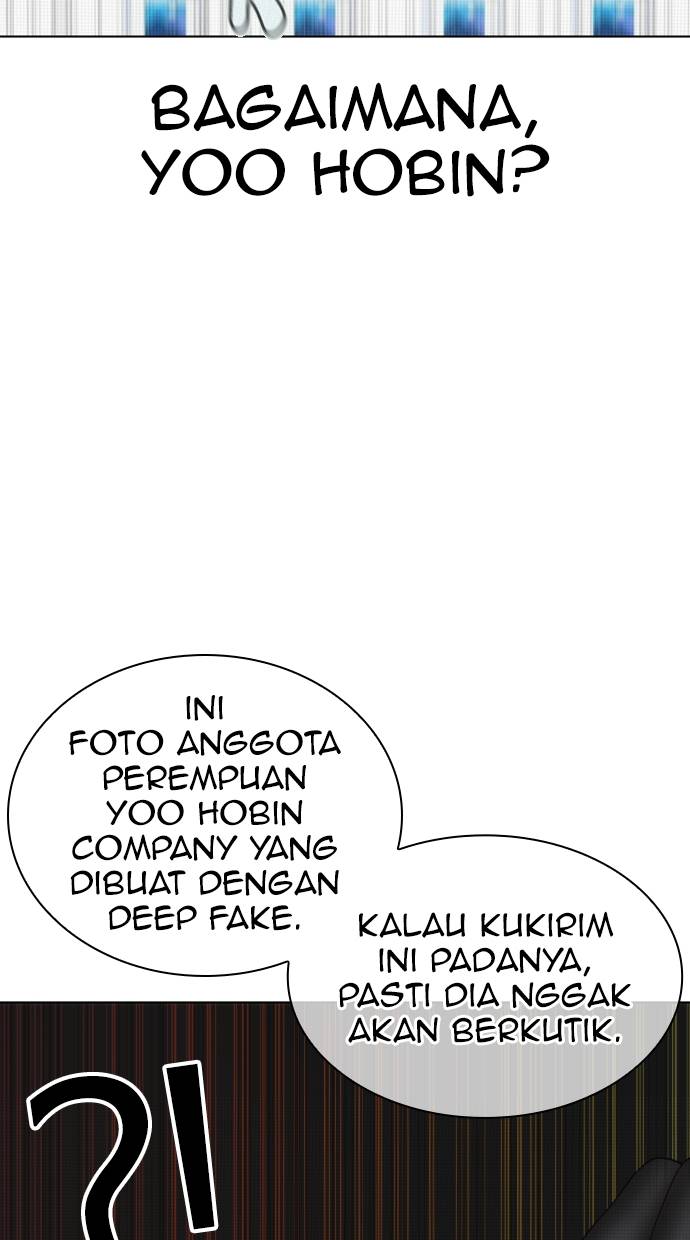 BAGAIMANA,
YOO HOBIN?
INI
FOTO ANGGOTA
PEREMPUAN
YOO HOBIN
COMPANY YANG
DIBUAT DENGAN
DEEP FAKE.
KALAU KUKIRIM
INI PADANYA,
PASTI DIA NGGAK
AKAN BERKUTIK.
?!